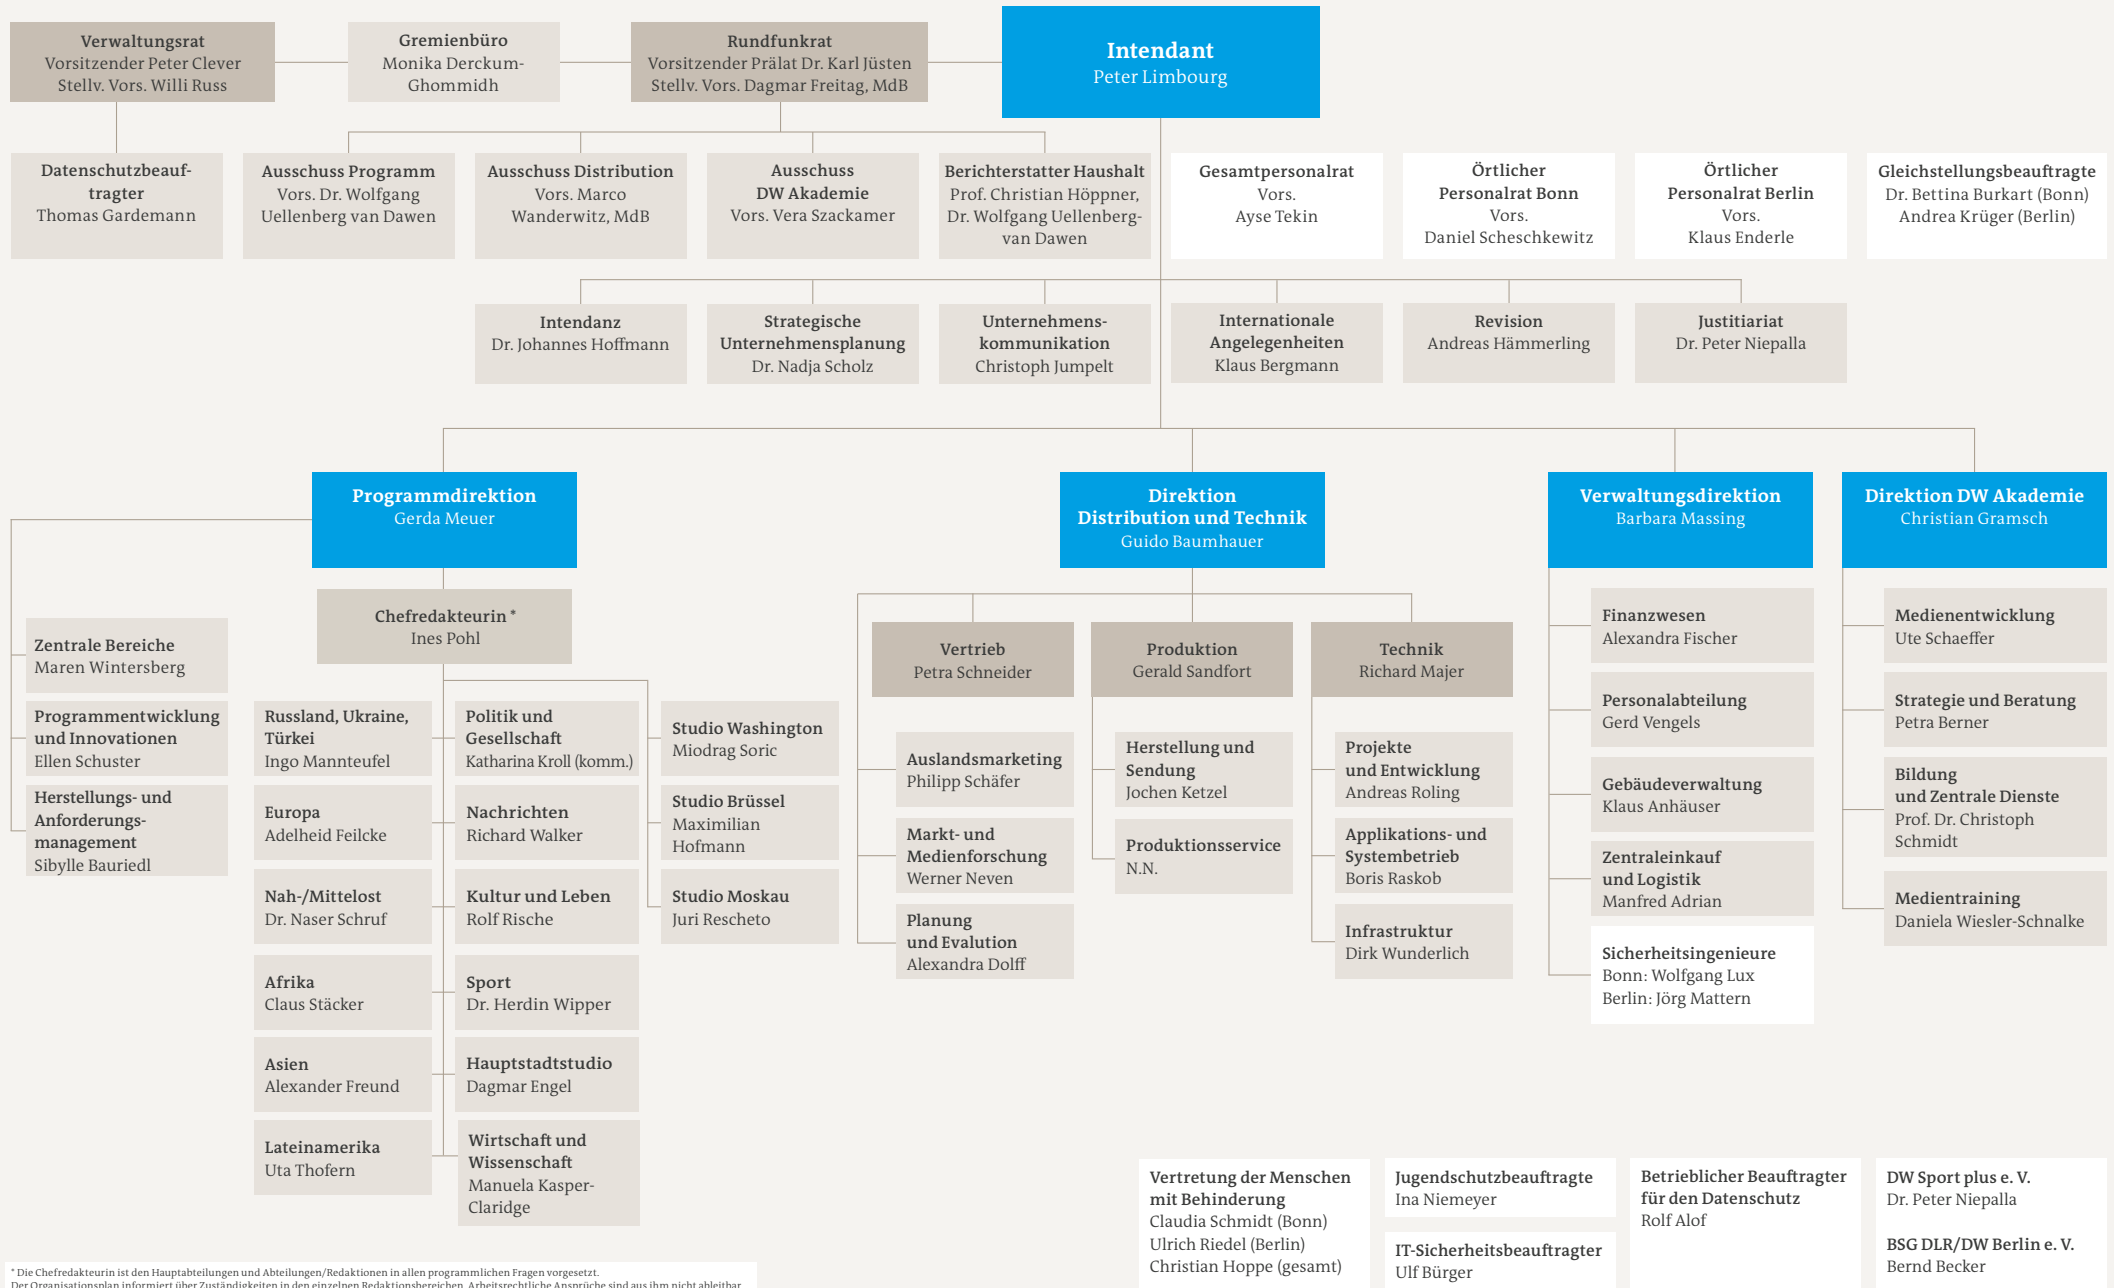 Verwaltungsrat
Vorsitzender Peter Clever
Stellv. Vors. Willi Russ
Gremienbüro
Monika Derckum-
Ghommidh
Rundfunkrat
Vorsitzender Prälat Dr. Karl Jüsten
Stellv. Vors. Dagmar Freitag, MdB
Intendant
Peter Limbourg
Datenschutzbeauf-
tragter
Thomas Gardemann
Ausschuss Programm
Vors. Dr. Wolfgang
Uellenberg van Dawen
Ausschuss Distribution
Vors. Marco
Wanderwitz, MdB
Ausschuss
DW Akademie
Vors. Vera Szackamer
Berichterstatter Haushalt
Prof. Christian Höppner,
Dr. Wolfgang Uellenberg-
van Dawen
Gesamtpersonalrat
Vors.
Ayse Tekin
Örtlicher
Personalrat Bonn
Vors.
Daniel Scheschkewitz
Örtlicher
Personalrat Berlin
Vors.
Klaus Enderle
Gleichstellungsbeauftragte
Dr. Bettina Burkart (Bonn)
Andrea Krüger (Berlin)
Intendanz
Dr. Johannes Hoffmann
Strategische
Unternehmensplanung
Dr. Nadja Scholz
Unternehmens-
kommunikation
Christoph Jumpelt
Internationale
Angelegenheiten
Klaus Bergmann
Revision
Andreas Hämmerling
Justitiariat
Dr. Peter Niepalla
Programmdirektion
Gerda Meuer
Direktion
Distribution und Technik
Guido Baumhauer
Verwaltungsdirektion
Barbara Massing
Direktion DW Akademie
Christian Gramsch
Chefredakteurin *
Ines Pohl
Zentrale Bereiche
Maren Wintersberg
Programmentwicklung
und Innovationen
Ellen Schuster
Herstellungs- und
Anforderungs-
management
Sibylle Bauriedl
Russland, Ukraine,
Türkei
Ingo Mannteufel
Europa
Adelheid Feilcke
Nah-/Mittelost
Dr. Naser Schruf
Afrika
Claus Stäcker
Asien
Alexander Freund
Lateinamerika
Uta Thofern
Politik und
Gesellschaft
Katharina Kroll (komm.)
Nachrichten
Richard Walker
Kultur und Leben
Rolf Rische
Sport
Dr. Herdin Wipper
Hauptstadtstudio
Dagmar Engel
Wirtschaft und
Wissenschaft
Manuela Kasper-
Claridge
Studio Washington
Miodrag Soric
Studio Brüssel
Maximilian
Hofmann
Studio Moskau
Juri Rescheto
Vertrieb
Petra Schneider
Auslandsmarketing
Philipp Schäfer
Markt- und
Medienforschung
Werner Neven
Planung
und Evalution
Alexandra Dolff
Produktion
Gerald Sandfort
Herstellung und
Sendung
Jochen Ketzel
Produktionsservice
N.N.
Technik
Richard Majer
Projekte
und Entwicklung
Andreas Roling
Applikations- und
Systembetrieb
Boris Raskob
Infrastruktur
Dirk Wunderlich
Finanzwesen
Alexandra Fischer
Personalabteilung
Gerd Vengels
Gebäudeverwaltung
Klaus Anhäuser
Zentraleinkauf
und Logistik
Manfred Adrian
Sicherheitsingenieure
Bonn: Wolfgang Lux
Berlin: Jörg Mattern
Medienentwicklung
Ute Schaeffer
Strategie und Beratung
Petra Berner
Bildung
und Zentrale Dienste
Prof. Dr. Christoph
Schmidt
Medientraining
Daniela Wiesler-Schnalke
Vertretung der Menschen
mit Behinderung
Claudia Schmidt (Bonn)
Ulrich Riedel (Berlin)
Christian Hoppe (gesamt)
Jugendschutzbeauftragte
Ina Niemeyer
IT-Sicherheitsbeauftragter
Ulf Bürger
Betrieblicher Beauftragter
für den Datenschutz
Rolf Alof
DW Sport plus e. V.
Dr. Peter Niepalla
BSG DLR/DW Berlin e. V.
Bernd Becker
* Die Chefredakteurin ist den Hauptabteilungen und Abteilungen/Redaktionen in allen programmlichen Fragen vorgesetzt.
Der Organisationsplan informiert über Zuständigkeiten in den einzelnen Redaktionsbereichen. Arbeitsrechtliche Ansprüche sind aus ihm nicht ableitbar.